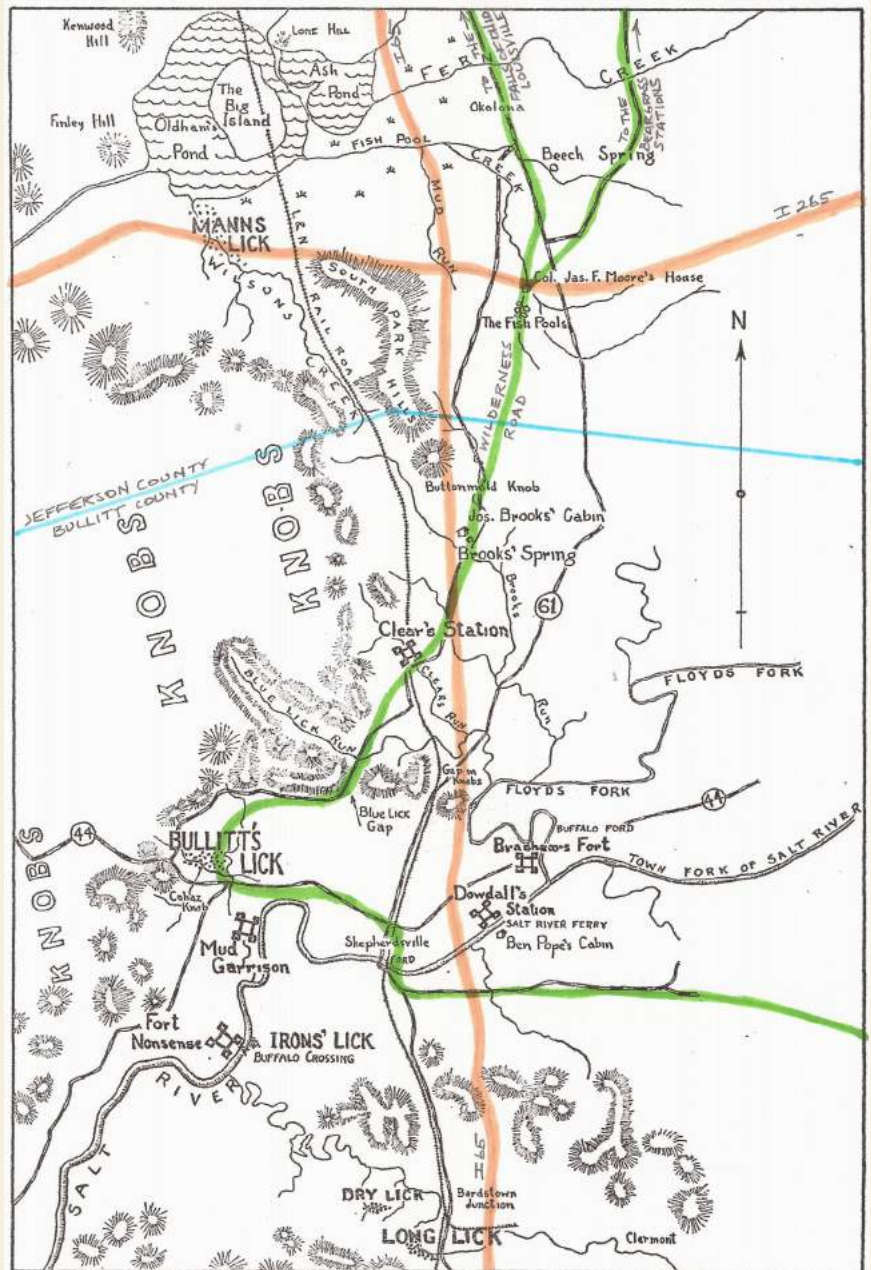 Kenwood
Hill
LONE HILL
I 65
TO THE
FALLS OF OHIO
LOUISVILLE
TO THE
BEARGRASS
STATIONS
FERN CREEK
Ash
Pond
The
Big
Island
Okolona
Finley Hill
Oldham's
Pond
FISH POOL CREEK
Beech Spring
MUD RUN
MANNS
LICK
L&N RAIL ROAD
I 265
WILSONS CREEK
SOUTH PARK HILLS
Col. Jas. F. Moore's House
The Fish Pools
N
WILDERNESS
ROAD
JEFFERSON COUNTY
BULLITT COUNTY
KNOBS
KNOBS
Buttonmold Knob
Jos. Brooks' Cabin
Brooks' Spring
Brooks Run
61
Clear's Station
CLEARS RUN
FLOYDS FORK
BLUE LICK RUN
Gap in
Knobs
FLOYDS FORK
44
Blue Lick
Gap
BUFFALO FORD
44
BULLITT'S
LICK
Brashears Fort
TOWN FORK OF SALT RIVER
KNOBS
Cohaz
Knob
Dowdall's
Station
SALT RIVER FERRY
Mud
Garrison
Shepherdsville
FORD
Ben Pope's Cabin
Fort
Nonsense
IRONS' LICK
BUFFALO CROSSING
SALT RIVER
I 65
DRY LICK
Bardstown
Junction
LONG LICK
Clermont